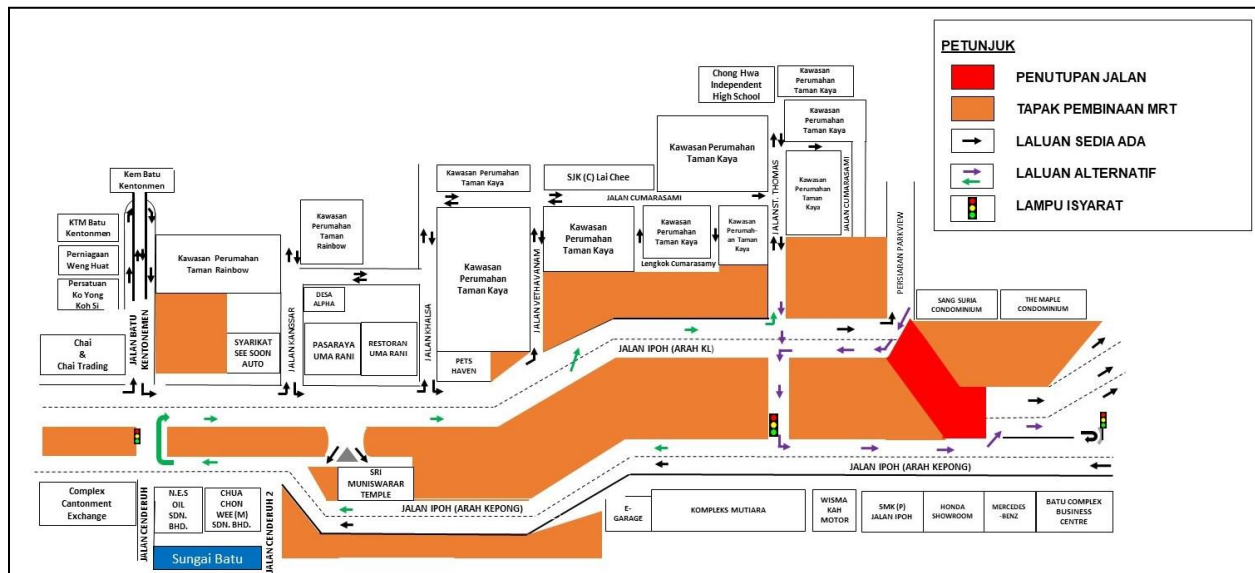 PETUNJUK
PENUTUPAN JALAN
TAPAK PEMBINAAN MRT
LALUAN SEDIA ADA
LALUAN ALTERNATIF
LAMPU ISYARAT
Chong Hwa
Independent
High School
Kawasan
Perumahan
Taman Kaya
Kawasan
Perumahan
Taman Kaya
Kawasan Perumahan
Taman Kaya
Kawasan
Perumahan
Taman
Kaya
JALAN CUMARASAMI
JALAN ST. THOMAS
Kem Batu
Kentonmen
KTM Batu
Kentonmen
Perniagaan
Weng Huat
Persatuan
Ko Yong
Koh Si
Chai
&
Chai Trading
JALAN BATU
KENTONEMEN
Kawasan Perumahan
Taman Rainbow
Kawasan
Perumahan
Taman
Rainbow
SYARIKAT
SEE SOON
AUTO
JALAN KANGSAR
DESA
ALPHA
PASARAYA
UMA RANI
RESTORAN
UMA RANI
JALAN KHALSA
Kawasan Perumahan
Taman Kaya
Kawasan
Perumahan
Taman Kaya
PETS
HAVEN
JALAN VETHAVANAM
SJK (C) Lai Chee
JALAN CUMARASAMI
Kawasan
Perumahan
Taman Kaya
Kawasan
Perumahan
Taman Kaya
Kawasan
Perumah-
an Taman
Kaya
Lengkok Cumarasamy
PERSIARAN PARKVIEW
SANG SURIA
CONDOMINIUM
THE MAPLE
CONDOMINIUM
JALAN IPOH (ARAH KL)
JALAN IPOH (ARAH KEPONG)
SRI
MUNISWARAR
TEMPLE
JALAN IPOH (ARAH KEPONG)
Complex
Cantonment
Exchange
JALAN CENDERUH
N.E.S
OIL
SDN.
BHD.
CHUA
CHON
WEE (M)
SDN. BHD.
JALAN CENDERUH 2
Sungai Batu
E-
GARAGE
KOMPLEKS MUTIARA
WISMA
KAH
MOTOR
SMK (P)
JALAN IPOH
HONDA
SHOWROOM
MERCEDES
-BENZ
BATU COMPLEX
BUSINESS
CENTRE